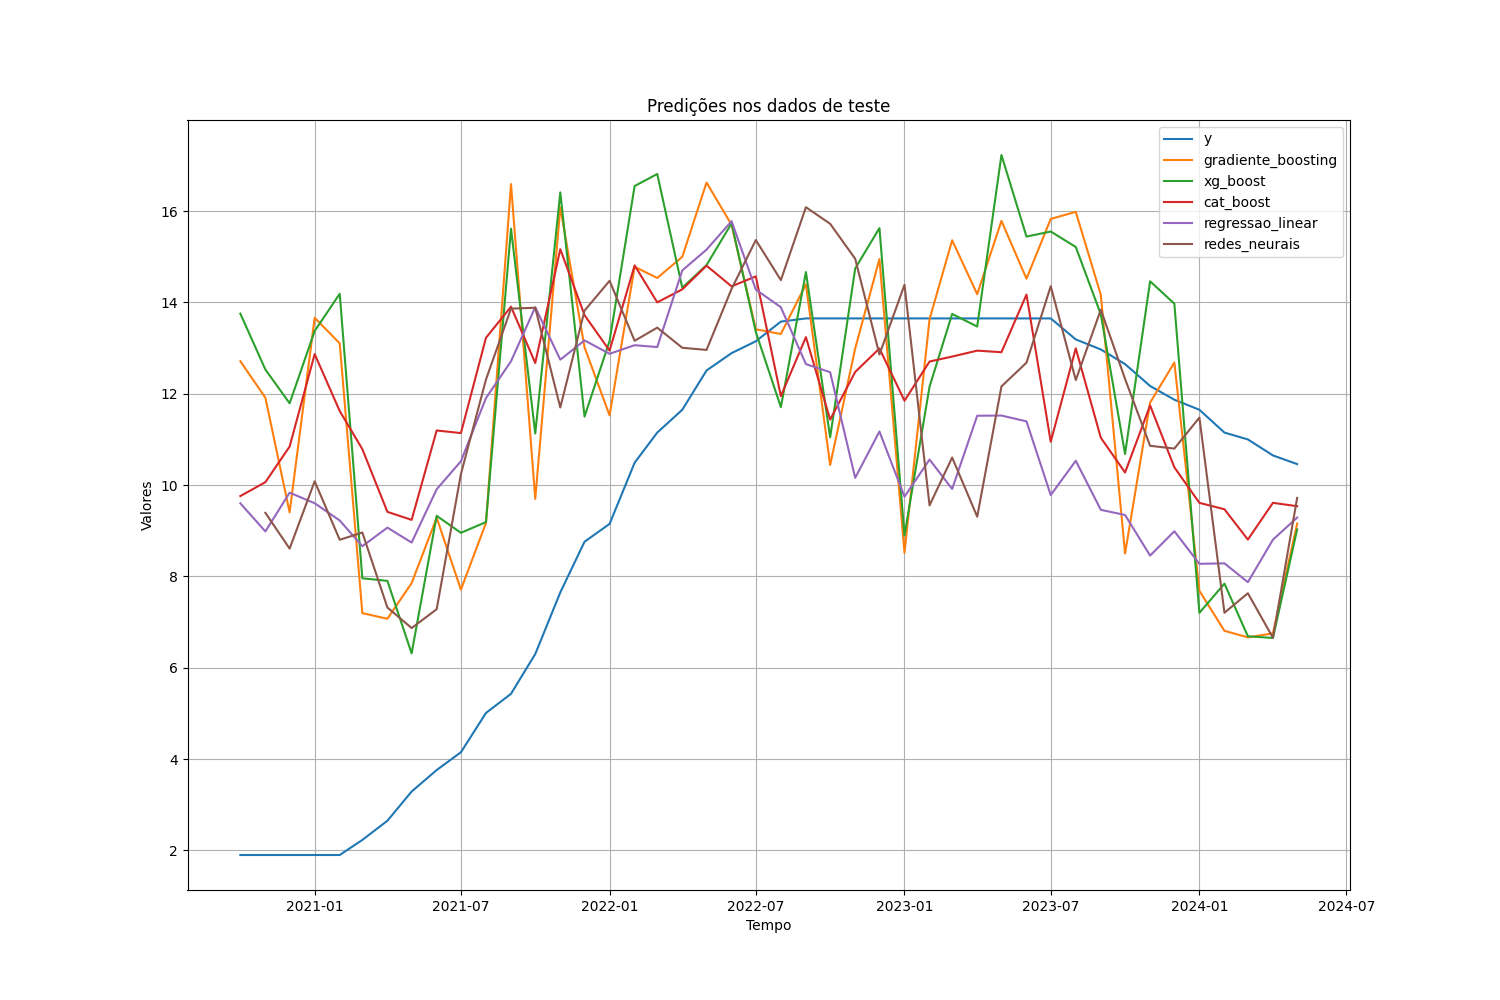 Predições nos dados de teste
y
gradiente_boosting
xg_boost
cat_boost
regressao_linear
redes_neurais
Valores
16
14
12
10
8
6
4
2
2021-01
2021-07
2022-01
2022-07
2023-01
2023-07
2024-01
2024-07
Tempo